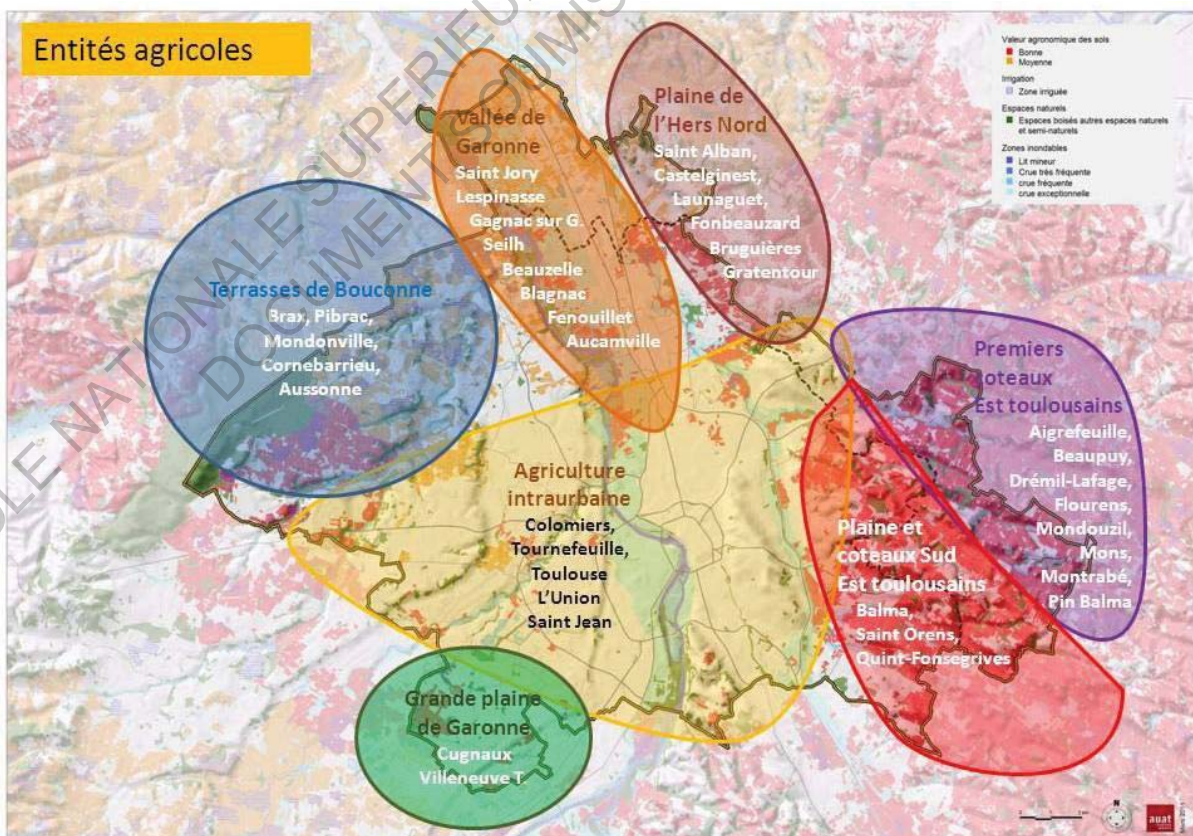 Entités agricoles
Valeur agronomique des sols
Bonne
Moyenne
Irrigation
Zone irriguée
Espaces naturels
Espaces boisés autres espaces naturels
et semi-naturels
Zones inondables
Lit mineur
Crue très fréquente
crue fréquente
crue exceptionnelle
Vallée de
Garonne
Saint Jory
Lespinasse
Gagnac sur G.
Seilh
Beauzelle
Blagnac
Fenouillet
Aucamville
Plaine de
l'Hers Nord
Saint Alban,
Castelginest,
Launaguet,
Fonbeauzard
Bruguières
Gratentour
Terrasses de Bouconne
Brax, Pibrac,
Mondonville,
Cornebarrieu,
Aussonne
Premiers
coteaux
Est toulousains
Aigrefeuille,
Beaupuy,
Drémil-Lafage,
Flourens,
Mondouzil,
Mons,
Montrabé,
Pin Balma
Agriculture
intraurbaine
Colomiers,
Tournefeuille,
Toulouse
L'Union
Saint Jean
Plaine et
coteaux Sud
Est toulousains
Balma,
Saint Orens,
Quint-Fonsegrives
Grande plaine
de Garonne
Cugnaux
Villeneuve T.
N
auat
OLE NATIONALE SUPERIEU
DOCUMENT SOUMIS